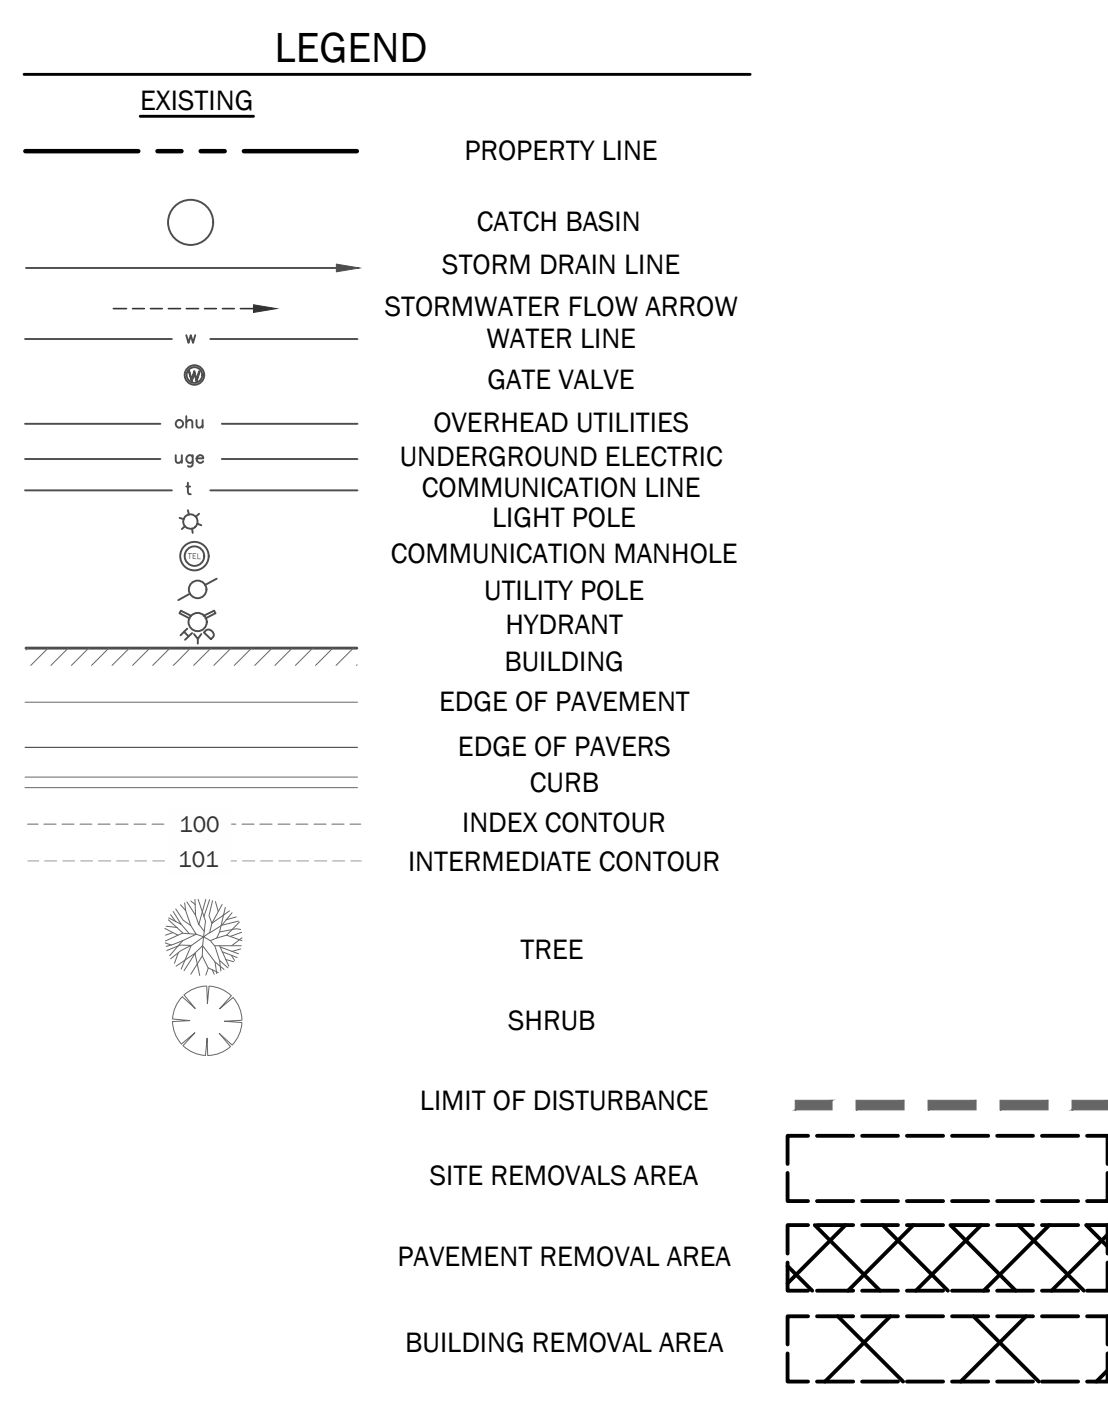 LEGEND
EXISTING
PROPERTY LINE
CATCH BASIN
STORM DRAIN LINE
STORMWATER FLOW ARROW
w WATER LINE
W GATE VALVE
ohu OVERHEAD UTILITIES
uge UNDERGROUND ELECTRIC
t COMMUNICATION LINE
LIGHT POLE
TEL COMMUNICATION MANHOLE
UTILITY POLE
HYD HYDRANT
BUILDING
EDGE OF PAVEMENT
EDGE OF PAVERS
CURB
100 INDEX CONTOUR
101 INTERMEDIATE CONTOUR
TREE
SHRUB
LIMIT OF DISTURBANCE
SITE REMOVALS AREA
PAVEMENT REMOVAL AREA
BUILDING REMOVAL AREA